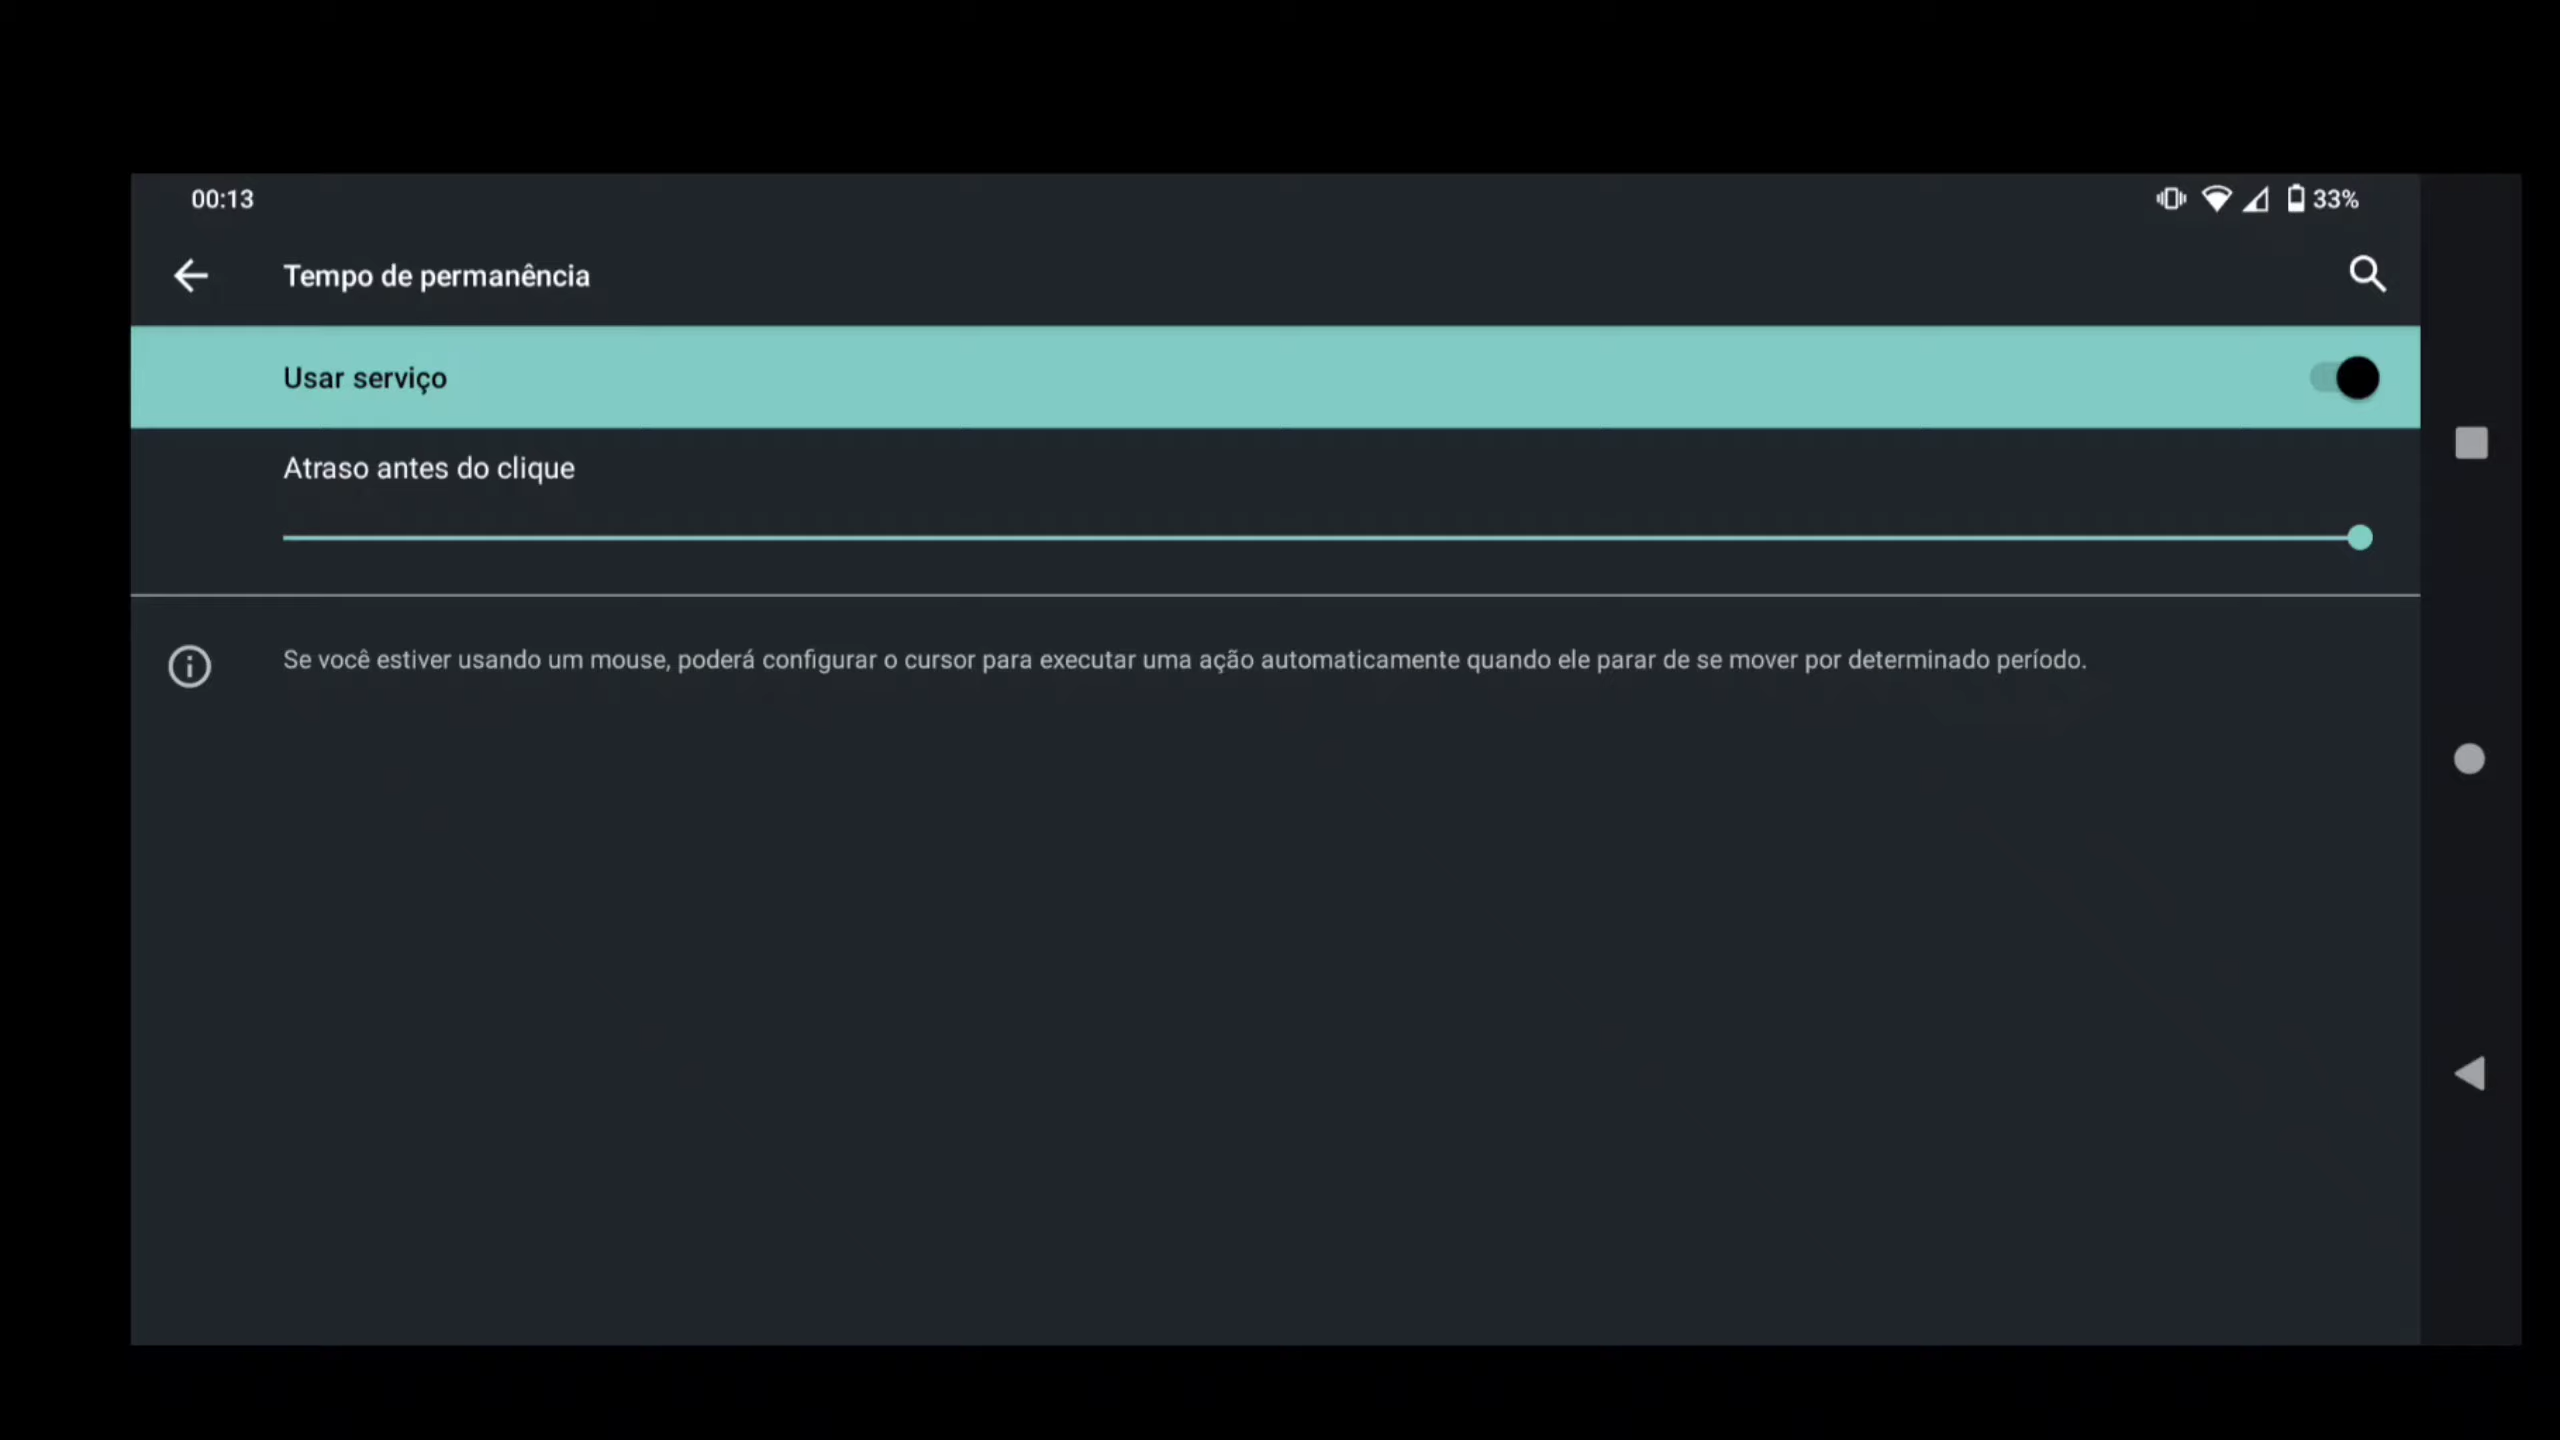 00:13
33%
Tempo de permanência
Usar serviço
Atraso antes do clique
Se você estiver usando um mouse, poderá configurar o cursor para executar uma ação automaticamente quando ele parar de se mover por determinado período.